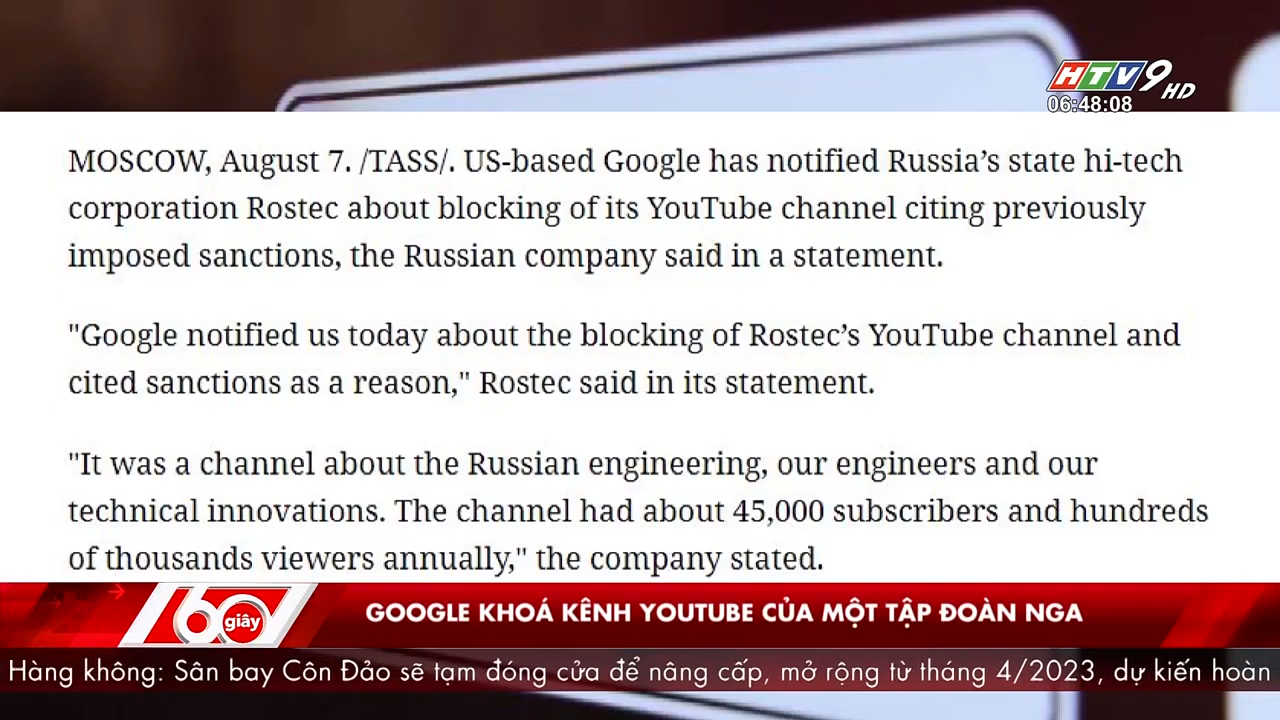 HTV9 HD
06:48:08
MOSCOW, August 7. /TASS/. US-based Google has notified Russia’s state hi-tech
corporation Rostec about blocking of its YouTube channel citing previously
imposed sanctions, the Russian company said in a statement.
"Google notified us today about the blocking of Rostec’s YouTube channel and
cited sanctions as a reason," Rostec said in its statement.
"It was a channel about the Russian engineering, our engineers and our
technical innovations. The channel had about 45,000 subscribers and hundreds
of thousands viewers annually," the company stated.
60 giây
GOOGLE KHOÁ KÊNH YOUTUBE CỦA MỘT TẬP ĐOÀN NGA
Hàng không: Sân bay Côn Đảo sẽ tạm đóng cửa để nâng cấp, mở rộng từ tháng 4/2023, dự kiến hoàn